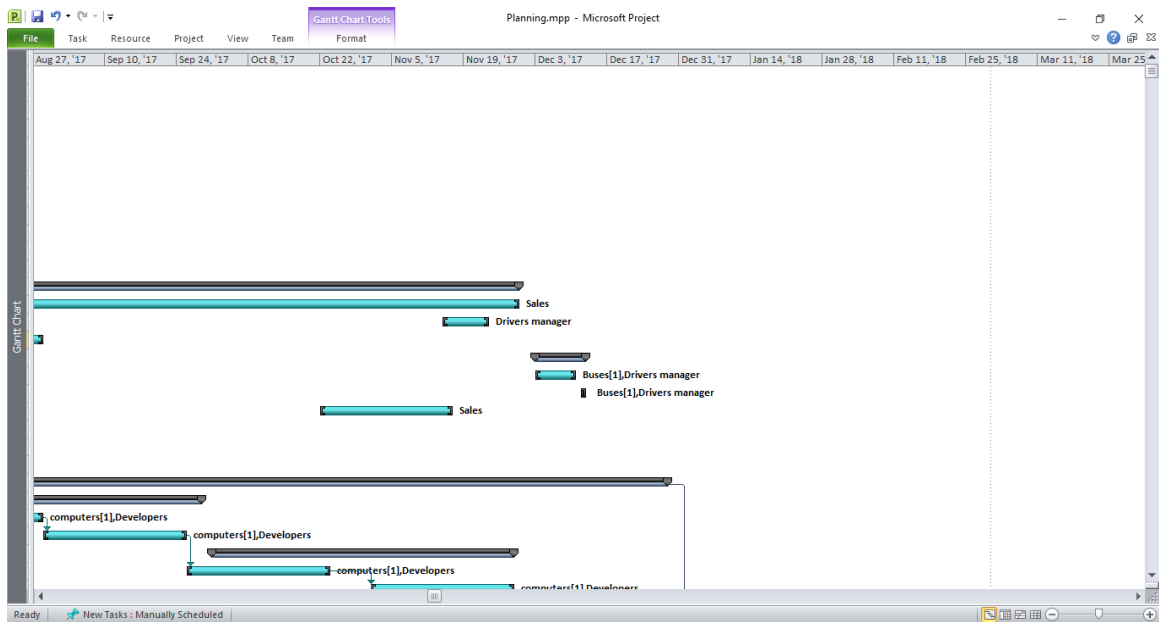 Gantt Chart Tools
Planning.mpp - Microsoft Project
File Task Resource Project View Team Format
Aug 27, '17 Sep 10, '17 Sep 24, '17 Oct 8, '17 Oct 22, '17 Nov 5, '17 Nov 19, '17 Dec 3, '17 Dec 17, '17 Dec 31, '17 Jan 14, '18 Jan 28, '18 Feb 11, '18 Feb 25, '18 Mar 11, '18 Mar 25
Gantt Chart
Sales
Drivers manager
Buses[1],Drivers manager
Buses[1],Drivers manager
Sales
computers[1],Developers
computers[1],Developers
computers[1],Developers
computers[1],Developers
Ready New Tasks : Manually Scheduled